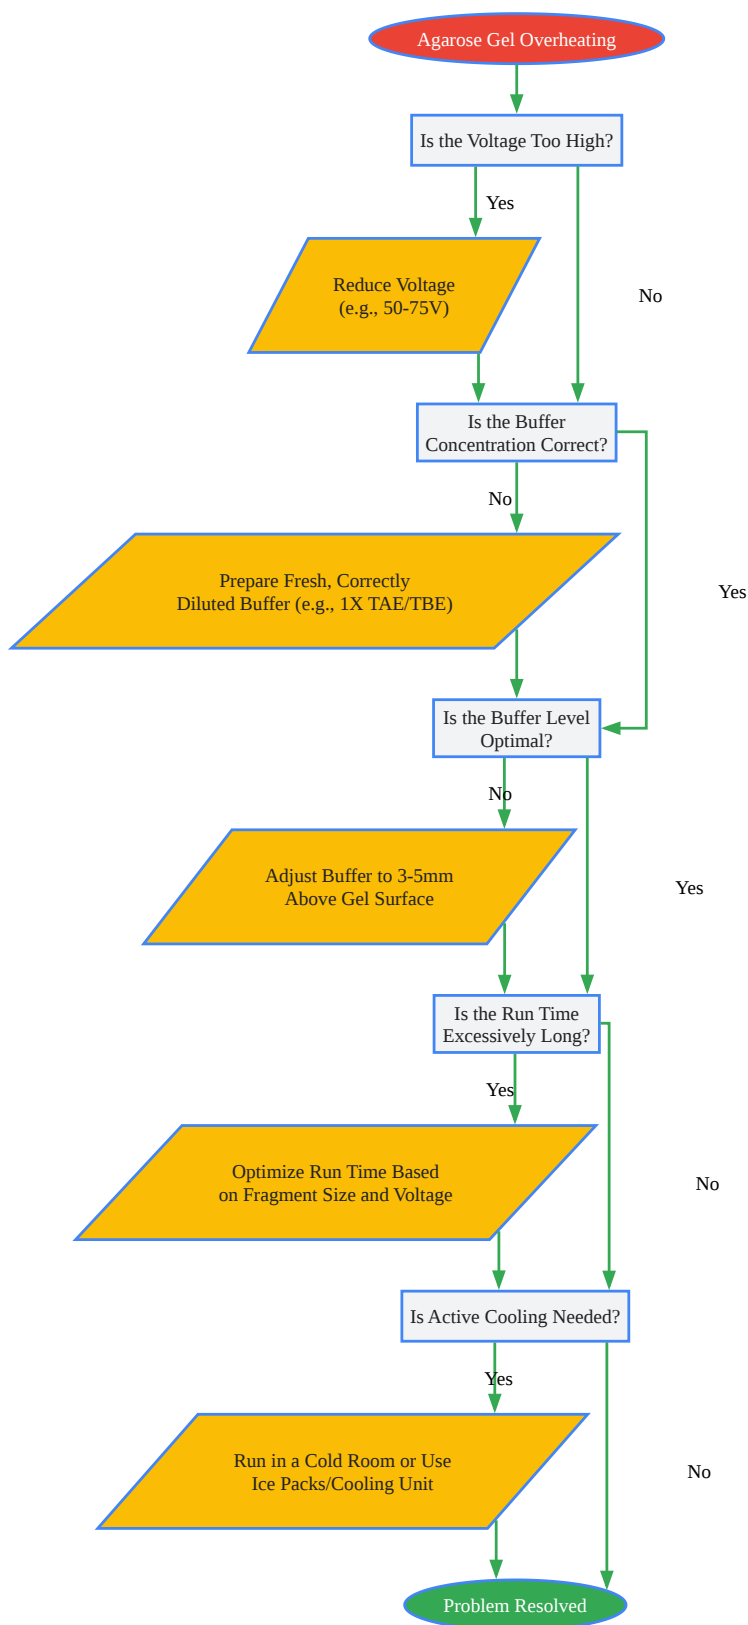 Agarose Gel Overheating
Is the Voltage Too High?
Yes
Reduce Voltage
(e.g., 50-75V)
No
Is the Buffer
Concentration Correct?
No
Prepare Fresh, Correctly
Diluted Buffer (e.g., 1X TAE/TBE)
Yes
Is the Buffer Level
Optimal?
No
Adjust Buffer to 3-5mm
Above Gel Surface
Yes
Is the Run Time
Excessively Long?
Yes
Optimize Run Time Based
on Fragment Size and Voltage
No
Is Active Cooling Needed?
Yes
Run in a Cold Room or Use
Ice Packs/Cooling Unit
No
Problem Resolved